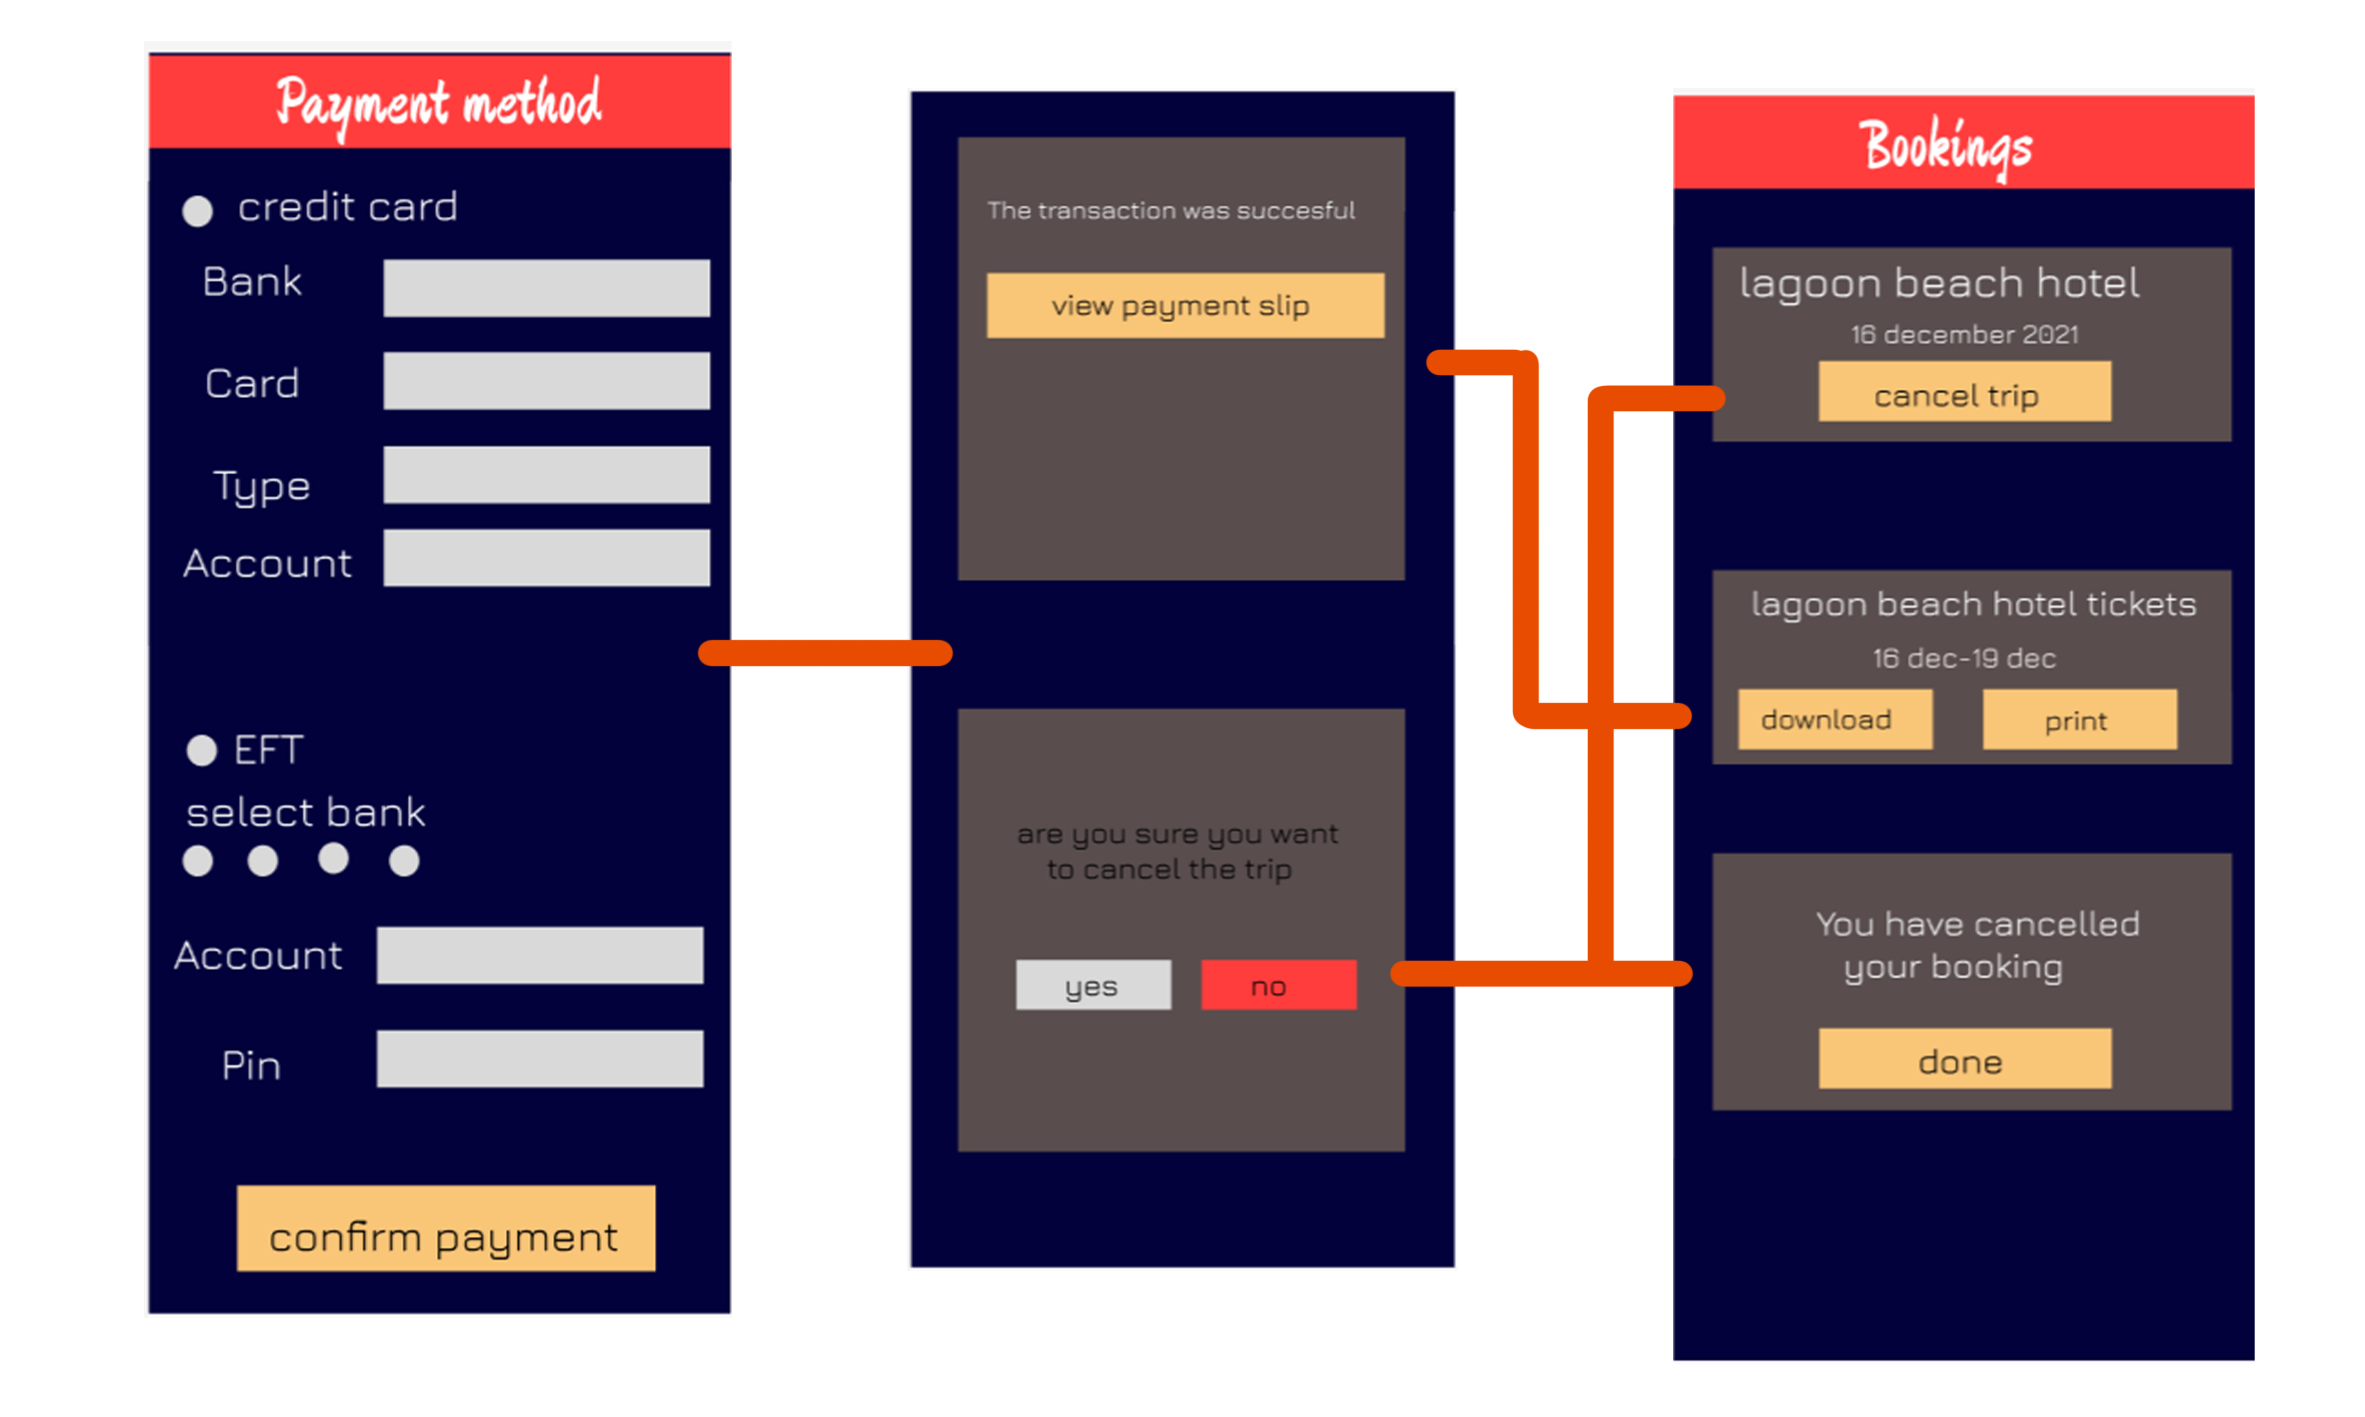 Payment method
credit card
Bank
Card
Type
Account
EFT
select bank
Account
Pin
confirm payment
The transaction was succesful
view payment slip
are you sure you want
to cancel the trip
yes
no
Bookings
lagoon beach hotel
16 december 2021
cancel trip
lagoon beach hotel tickets
16 dec-19 dec
download
print
You have cancelled
your booking
done